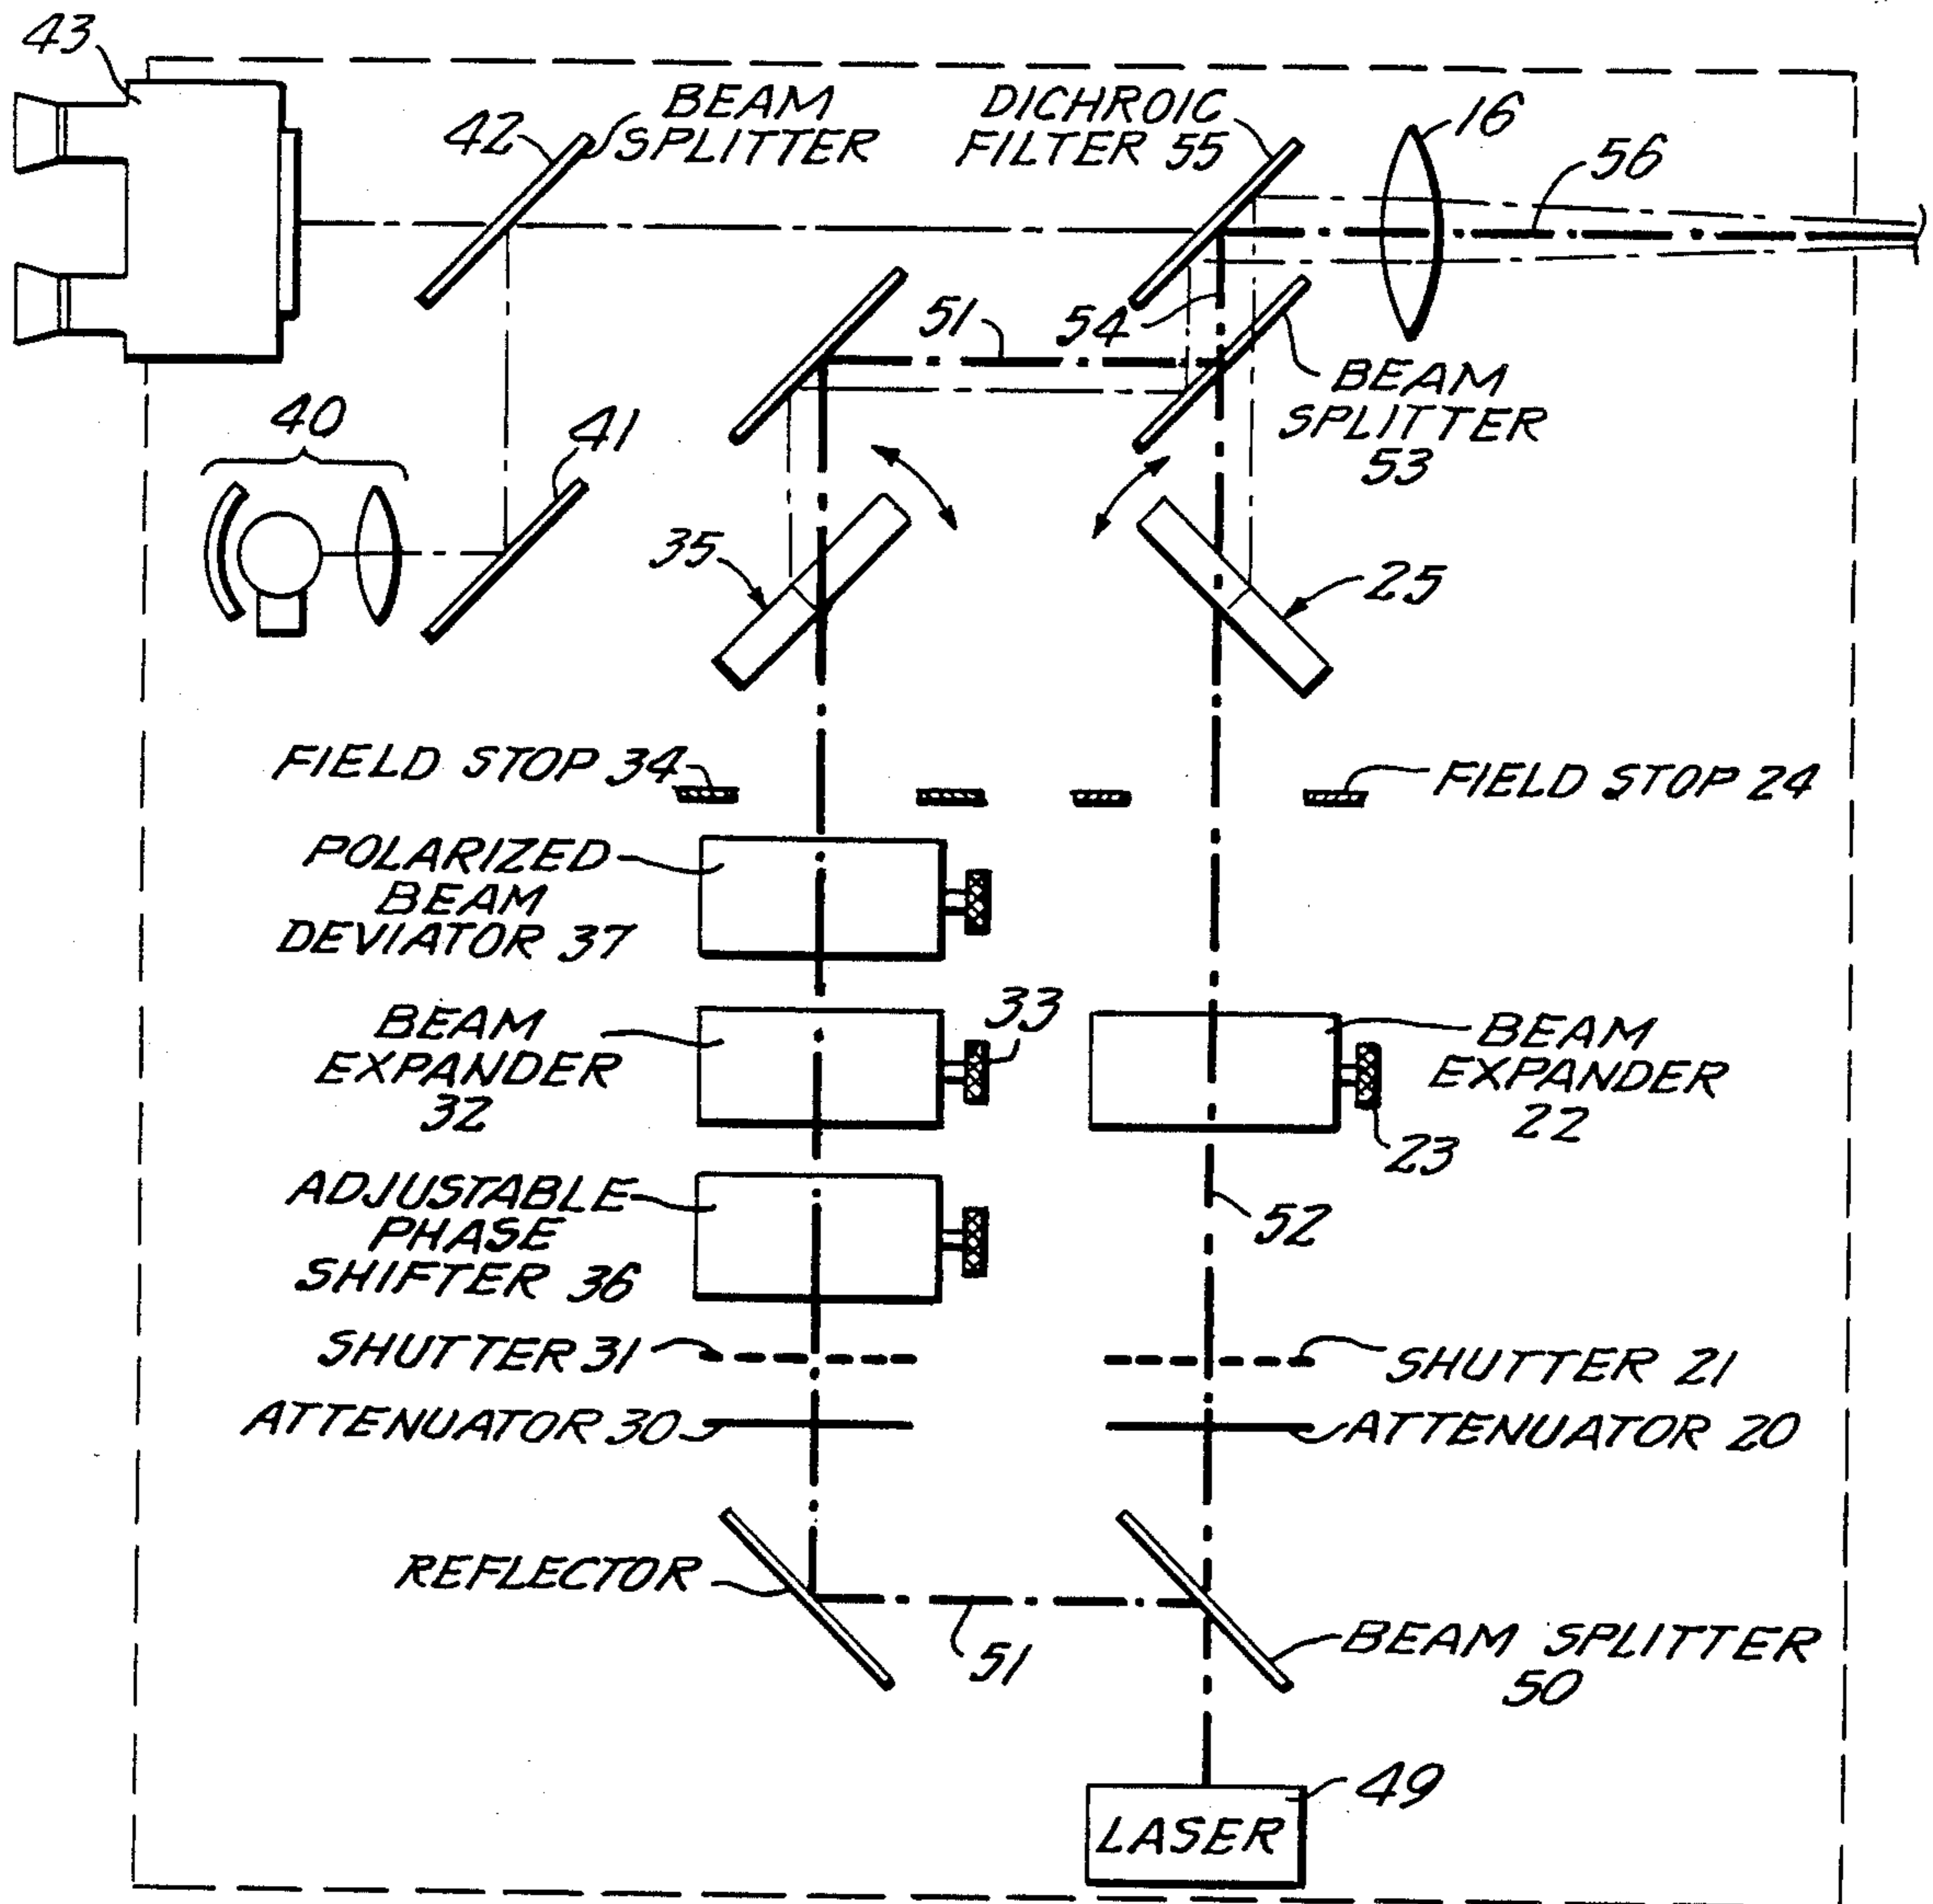 43
42
BEAM
SPLITTER
DICHROIC
FILTER 55
16
56
51
54
BEAM
SPLITTER
53
40
41
35
25
FIELD STOP 34
FIELD STOP 24
POLARIZED
BEAM
DEVIATOR 37
BEAM
EXPANDER
32
33
BEAM
EXPANDER
22
23
ADJUSTABLE
PHASE
SHIFTER 36
52
SHUTTER 31
SHUTTER 21
ATTENUATOR 30
ATTENUATOR 20
REFLECTOR
51
BEAM SPLITTER
50
49
LASER